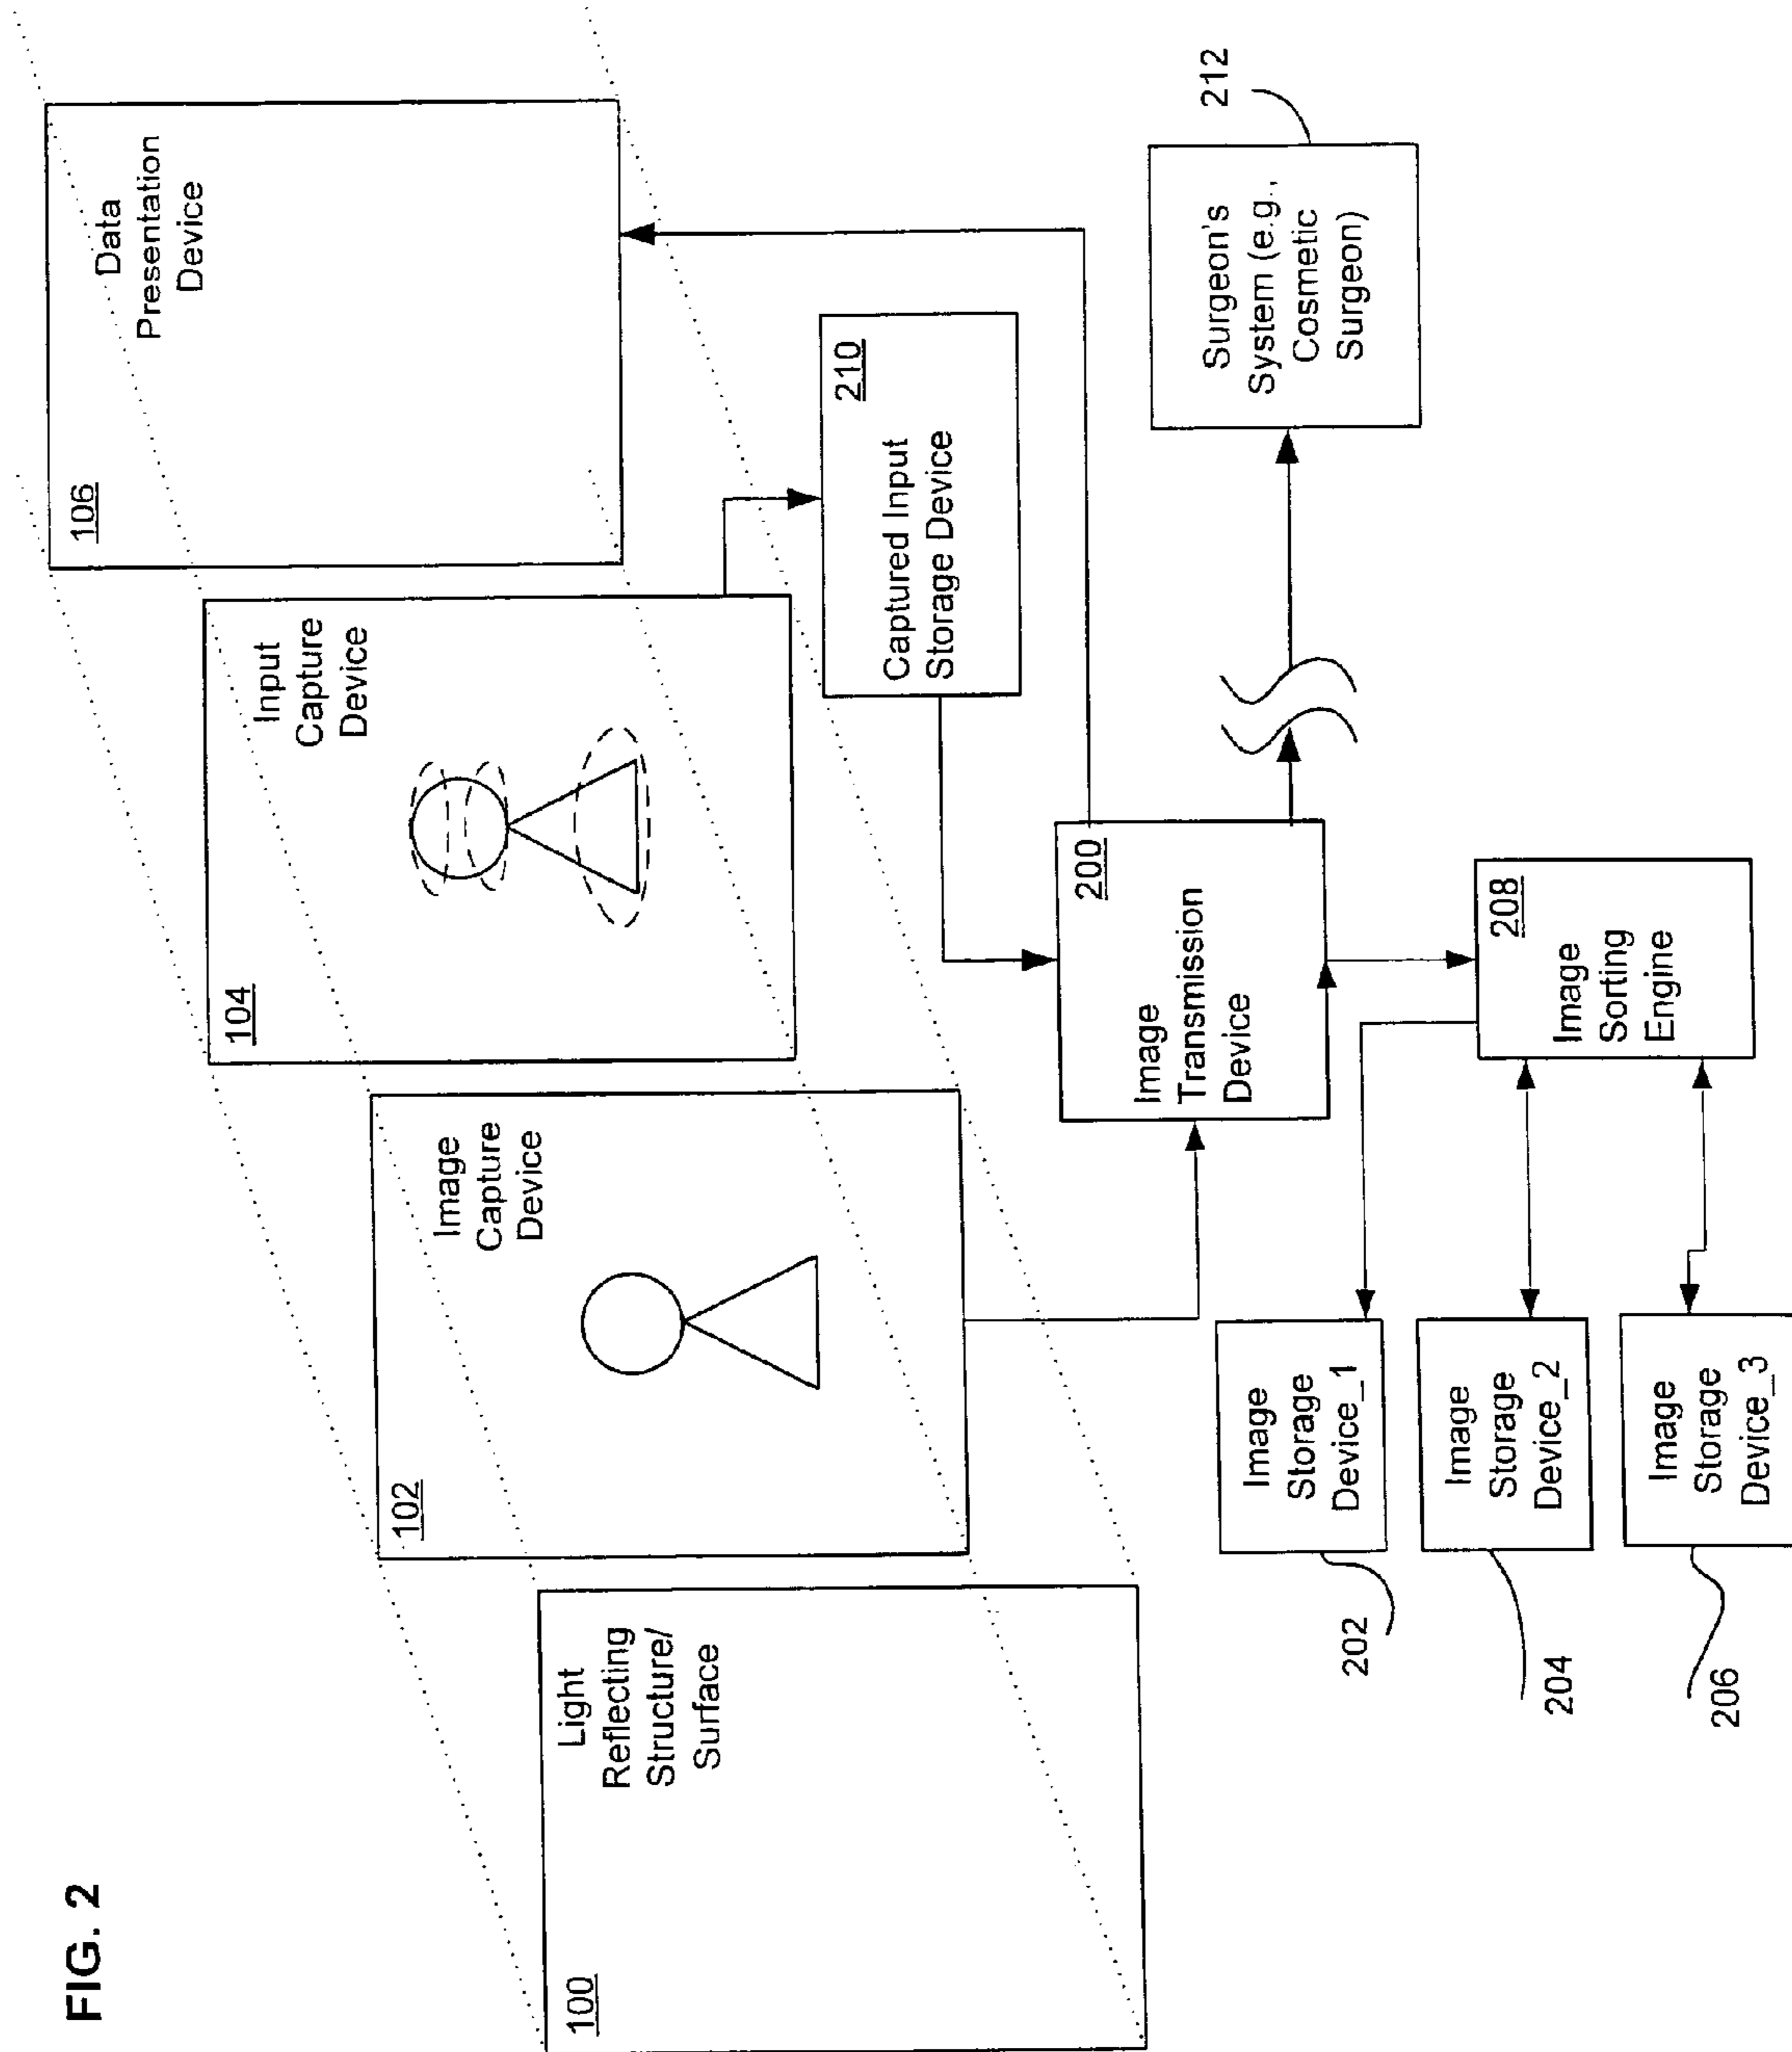 FIG. 2
100
Light
Reflecting
Structure/
Surface
102
Image
Capture
Device
104
Input
Capture
Device
106
Data
Presentation
Device
210
Captured Input
Storage Device
200
Image
Transmission
Device
212
Surgeon's
System (e.g.,
Cosmetic
Surgeon)
208
Image
Sorting
Engine
Image
Storage
Device_1
202
Image
Storage
Device_2
204
Image
Storage
Device_3
206